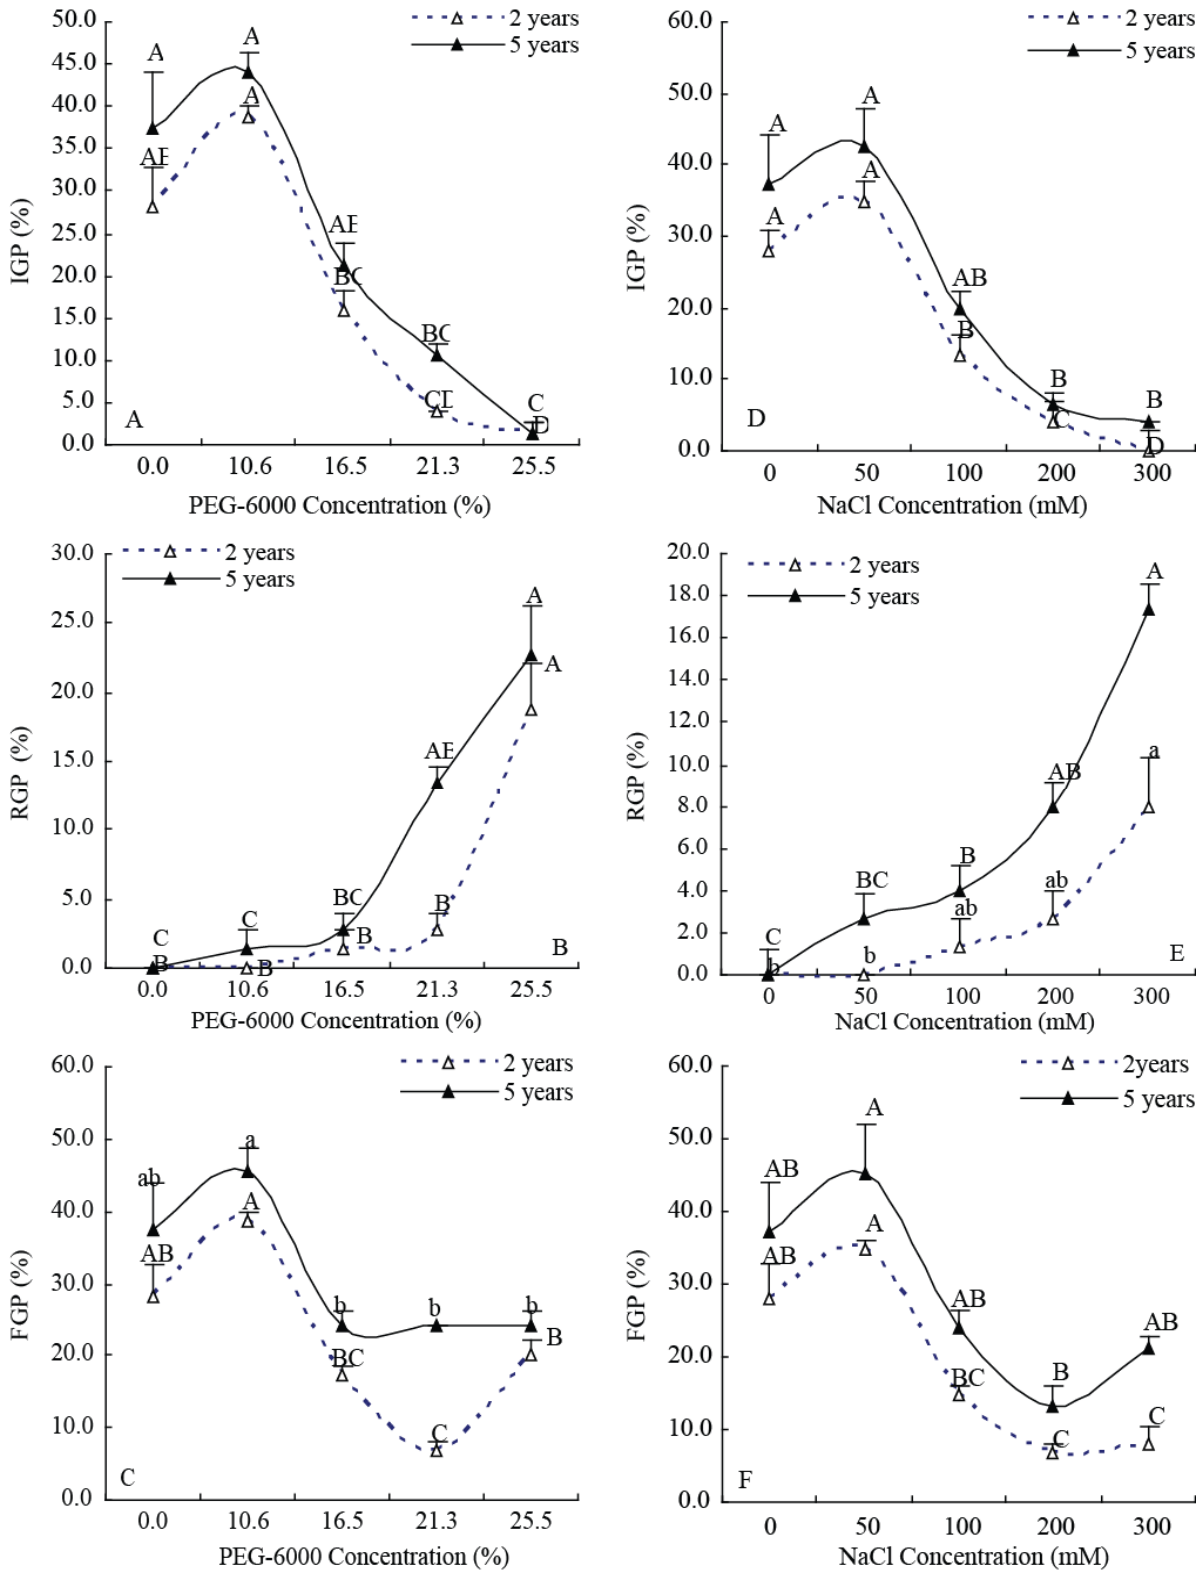 50.0
45.0
40.0
35.0
30.0
25.0
20.0
15.0
10.0
5.0
0.0
IGP (%)
2 years
5 years
A
A
A
AB
AB
BC
BC
CD
C
D
A
0.0 10.6 16.5 21.3 25.5
PEG-6000 Concentration (%)
60.0
50.0
40.0
30.0
20.0
10.0
0.0
IGP (%)
2 years
5 years
A
A
A
A
AB
B
B
C
B
D
D
0 50 100 200 300
NaCl Concentration (mM)
30.0
25.0
20.0
15.0
10.0
5.0
0.0
RGP (%)
2 years
5 years
A
A
AB
BC
B
B
C
C
B
B
B
0.0 10.6 16.5 21.3 25.5
PEG-6000 Concentration (%)
20.0
18.0
16.0
14.0
12.0
10.0
8.0
6.0
4.0
2.0
0.0
RGP (%)
2 years
5 years
A
a
AB
B
BC
ab
ab
C
b
b
E
0 50 100 200 300
NaCl Concentration (mM)
60.0
50.0
40.0
30.0
20.0
10.0
0.0
FGP (%)
2 years
5 years
a
ab
A
AB
b
b
b
B
BC
C
C
0.0 10.6 16.5 21.3 25.5
PEG-6000 Concentration (%)
60.0
50.0
40.0
30.0
20.0
10.0
0.0
FGP (%)
2years
5 years
A
AB
A
AB
AB
AB
BC
B
C
C
F
0 50 100 200 300
NaCl Concentration (mM)